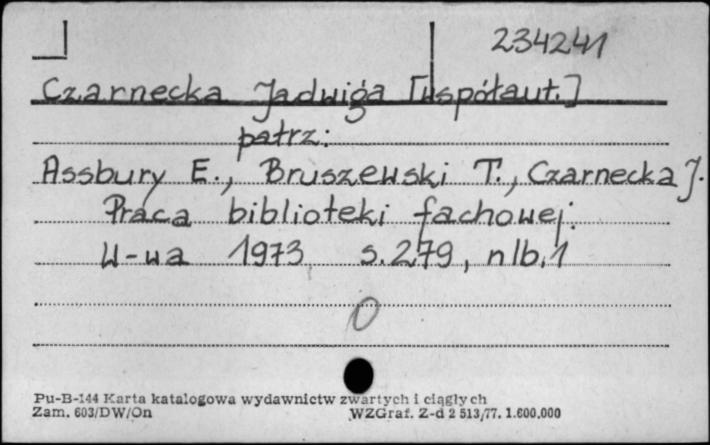 234241
Czarnecka Jadwiga [współaut.]
patrz:
Assbury E., Bruszewski T., Czarnecka J.
Praca biblioteki fachowej.
W-wa 1973 s. 279, nlb. 1
0
Pu-B-144 Karta katalogowa wydawnictw zwartych i ciągłych
Zam. 603/DW/On WZGraf. Z-d 2 513/77. 1.600.000